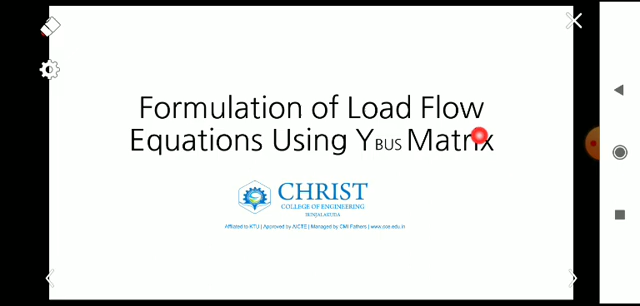 Formulation of Load Flow
Equations Using YBUS Matrix
CHRIST
COLLEGE OF ENGINEERING
IRINJALAKUDA
Affiliated to KTU | Approved by AICTE | Managed by CMI Fathers | www.cce.edu.in